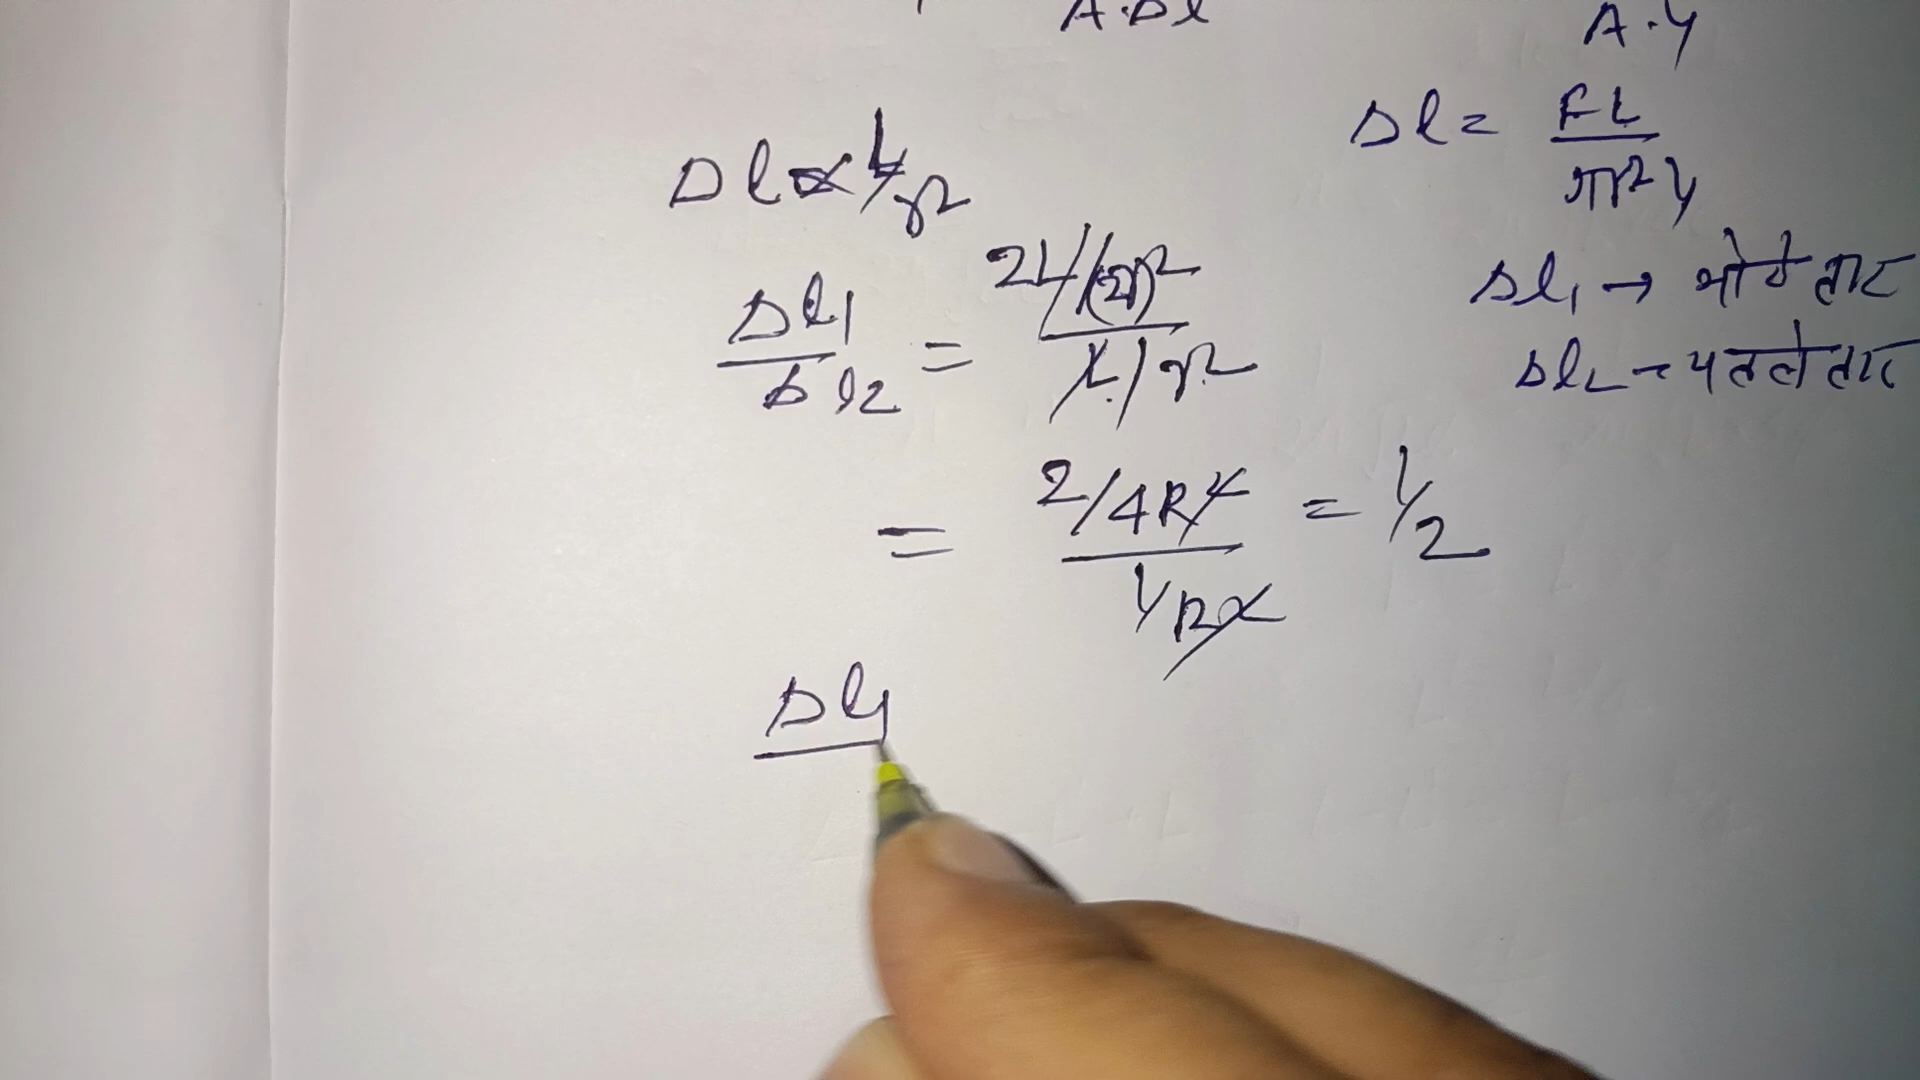 A.Δl
A.Y
Δl = FL / πr²Y
Δl ∝ L/r²
Δl₁ → मोटे तार
Δl₂ → पतले तार
Δl₁ / Δl₂ = 2L/(2r)² / L/r²
= 2/4R² / 1/R² = 1/2
Δl₁